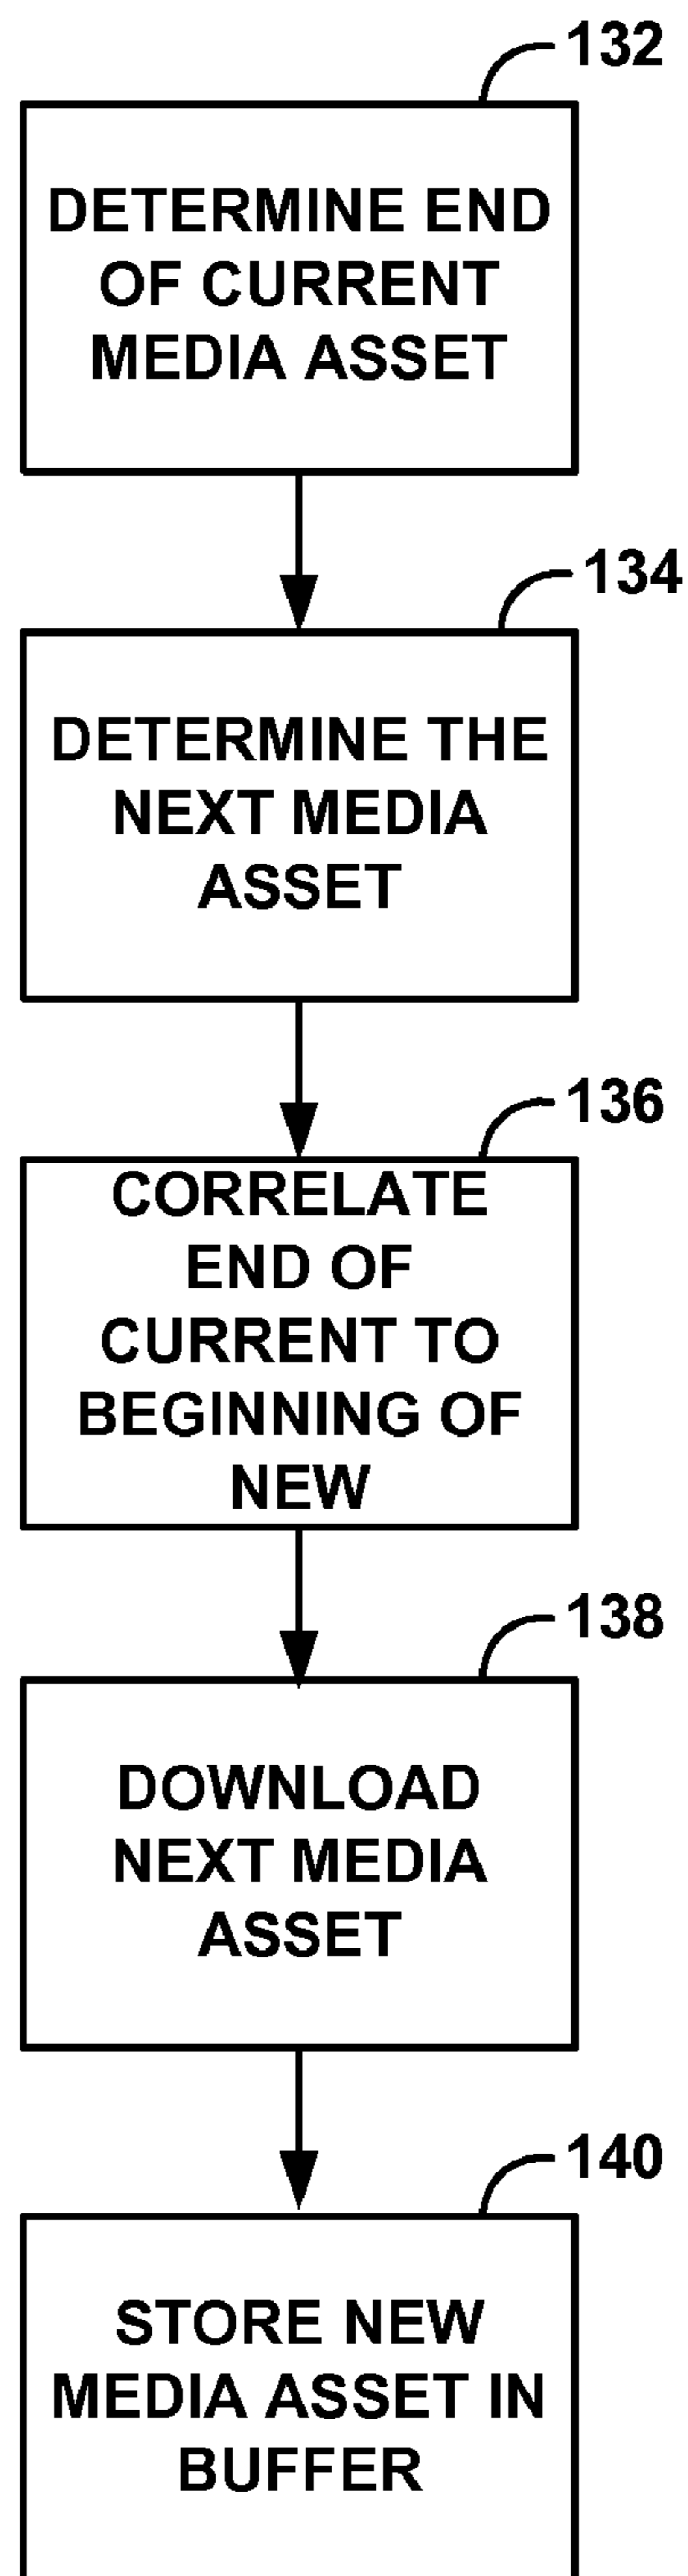 132
DETERMINE END
OF CURRENT
MEDIA ASSET
134
DETERMINE THE
NEXT MEDIA
ASSET
136
CORRELATE
END OF
CURRENT TO
BEGINNING OF
NEW
138
DOWNLOAD
NEXT MEDIA
ASSET
140
STORE NEW
MEDIA ASSET IN
BUFFER